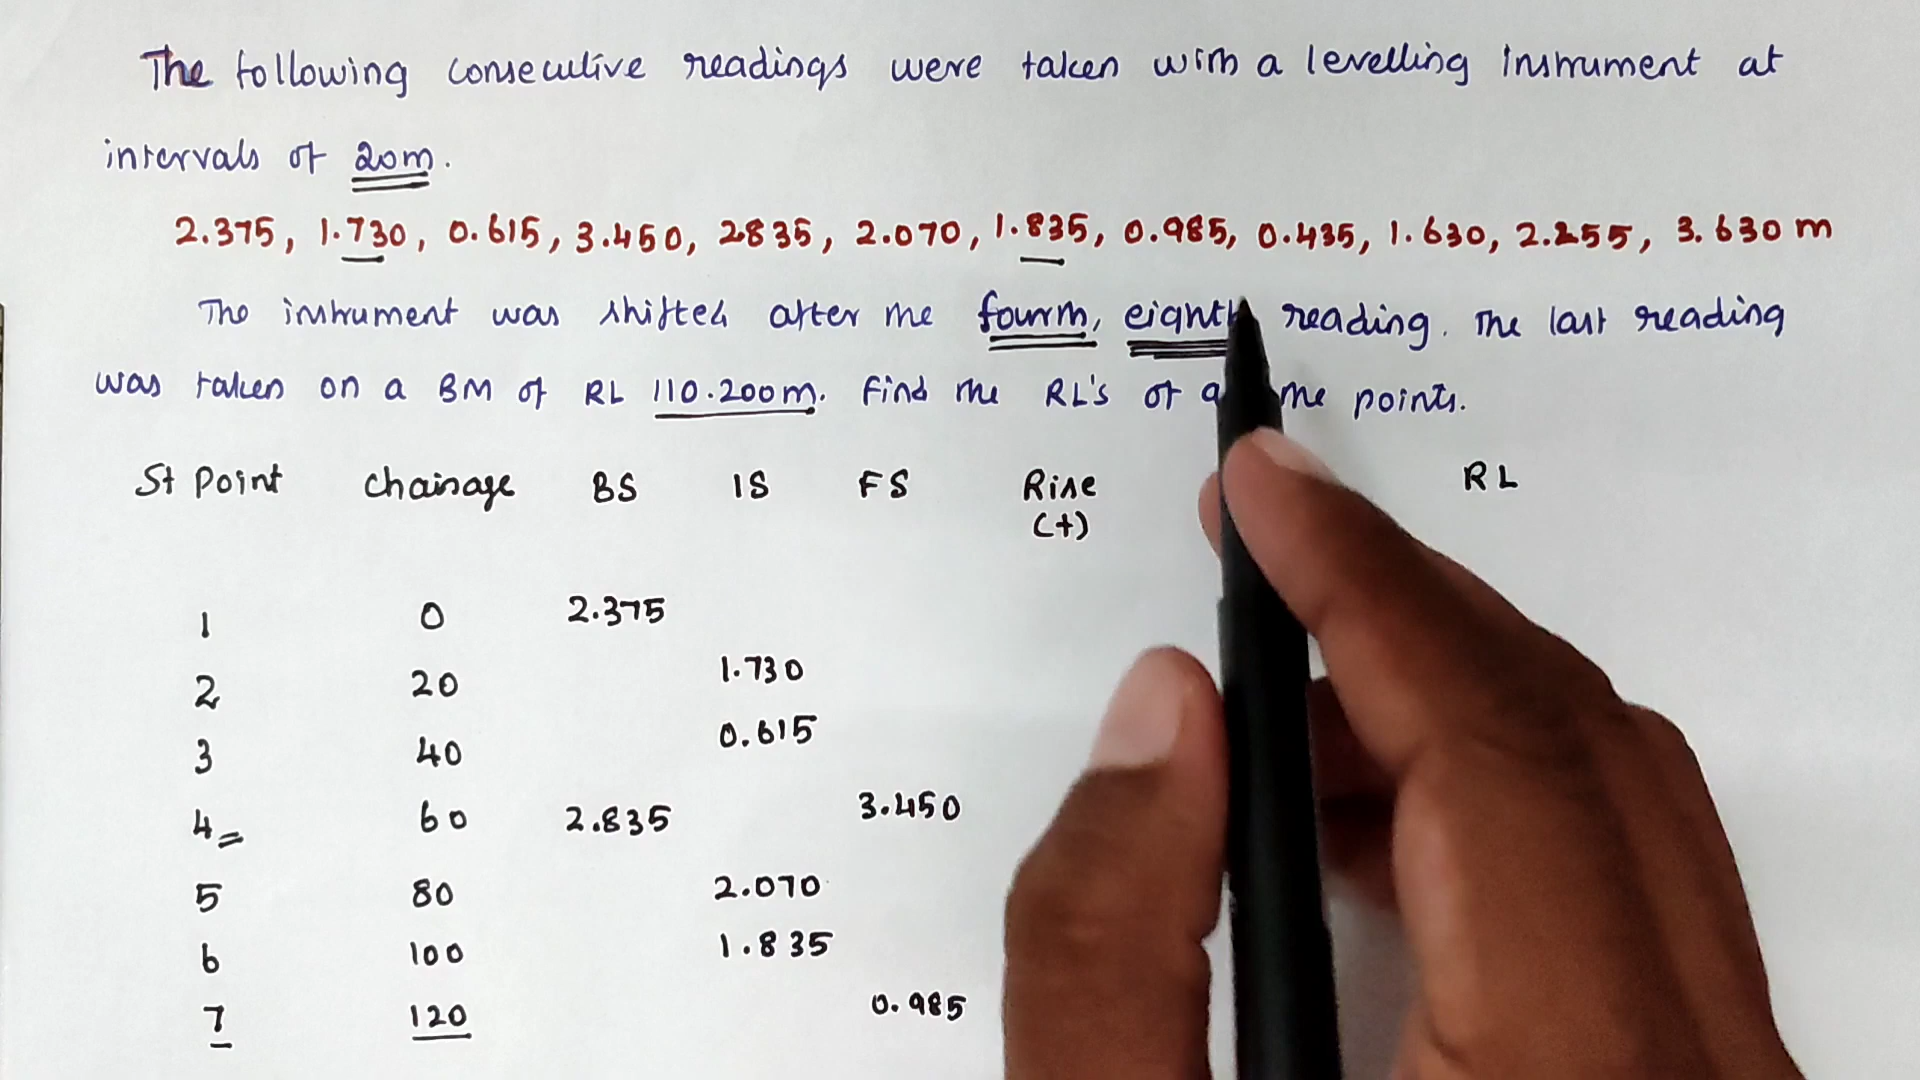 The following consecutive readings were taken with a levelling instrument at
intervals of 20m.
2.375, 1.730, 0.615, 3.450, 2835, 2.070, 1.835, 0.985, 0.435, 1.630, 2.255, 3.630 m
The instrument was shifted after the fourth, eighth reading. The last reading
was taken on a BM of RL 110.200m. Find the RL's of the points.
St Point Chainage BS IS FS Rise RL
(+)
1 0 2.375
2 20 1.730
3 40 0.615
4 60 2.835 3.450
5 80 2.070
6 100 1.835
7 120 0.985